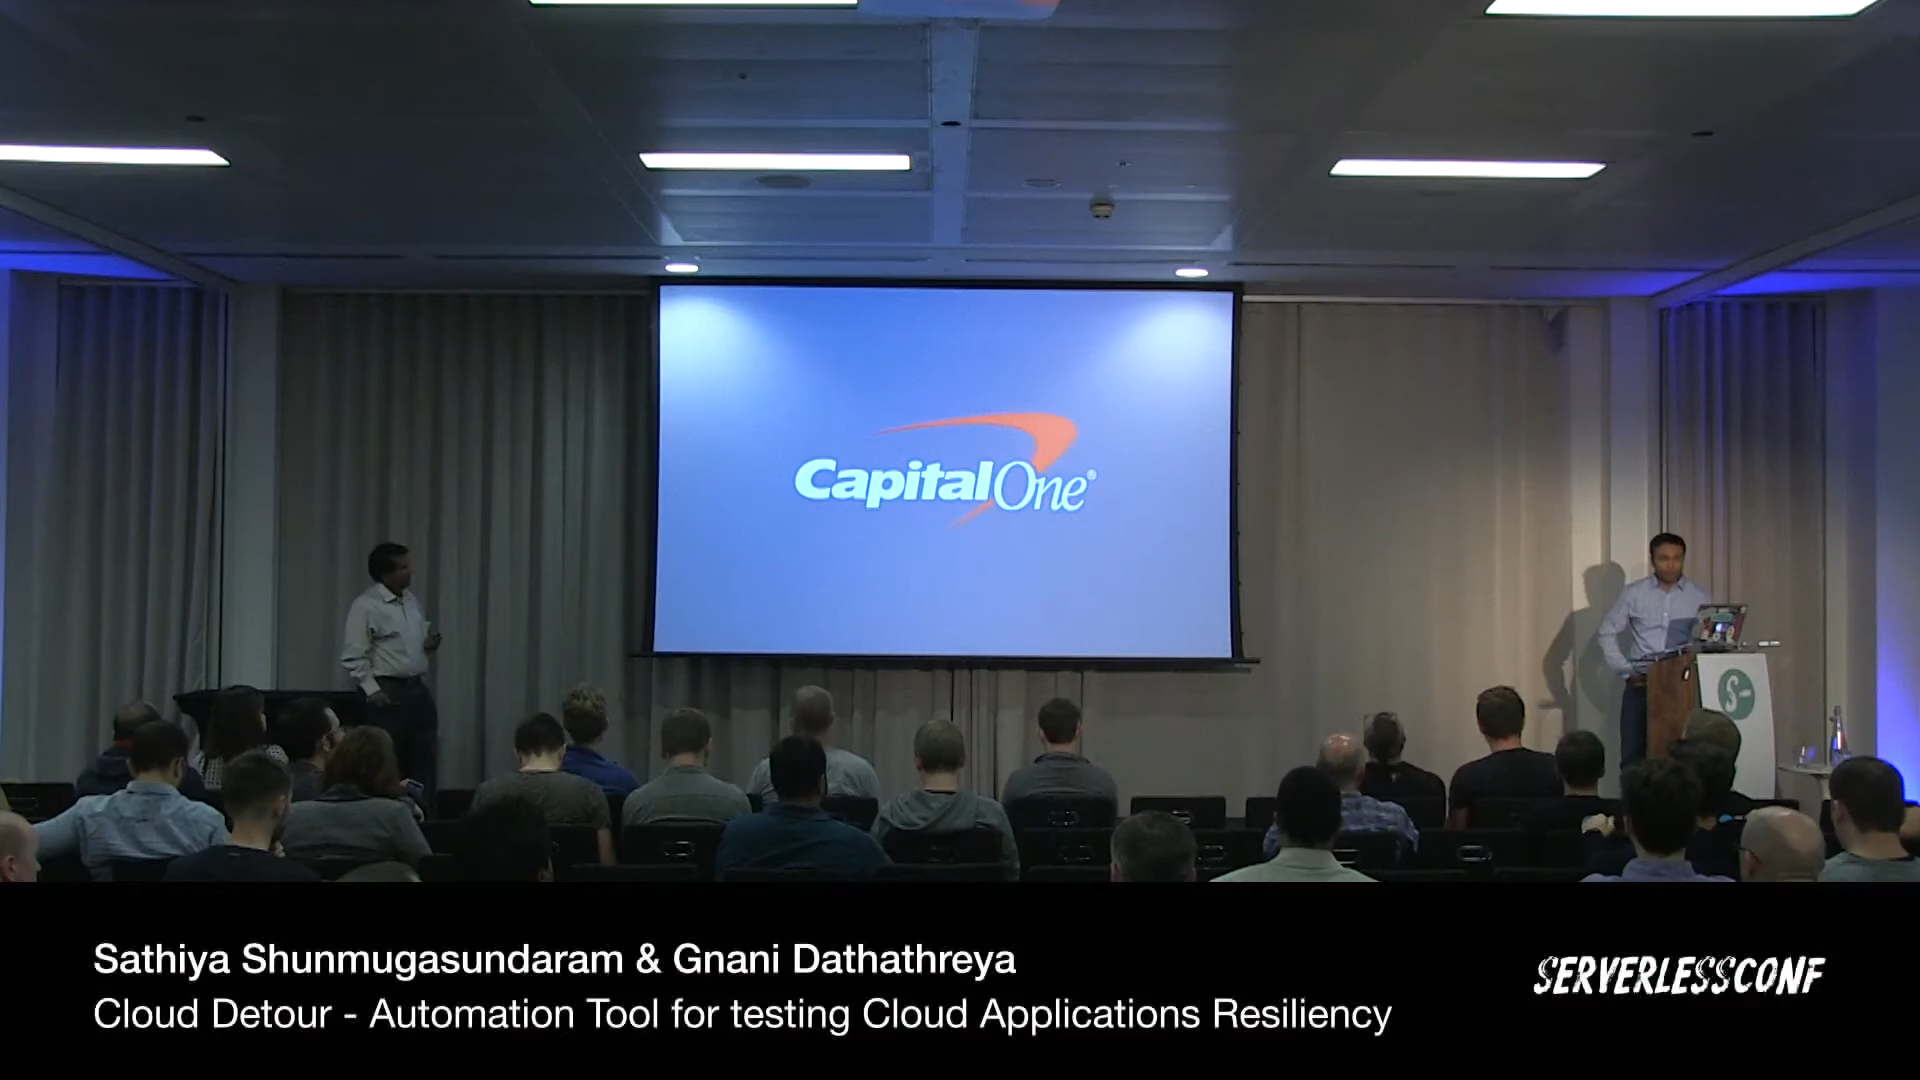 CapitalOne®
S-
Sathiya Shunmugasundaram & Gnani Dathathreya
Cloud Detour - Automation Tool for testing Cloud Applications Resiliency
SERVERLESSCONF